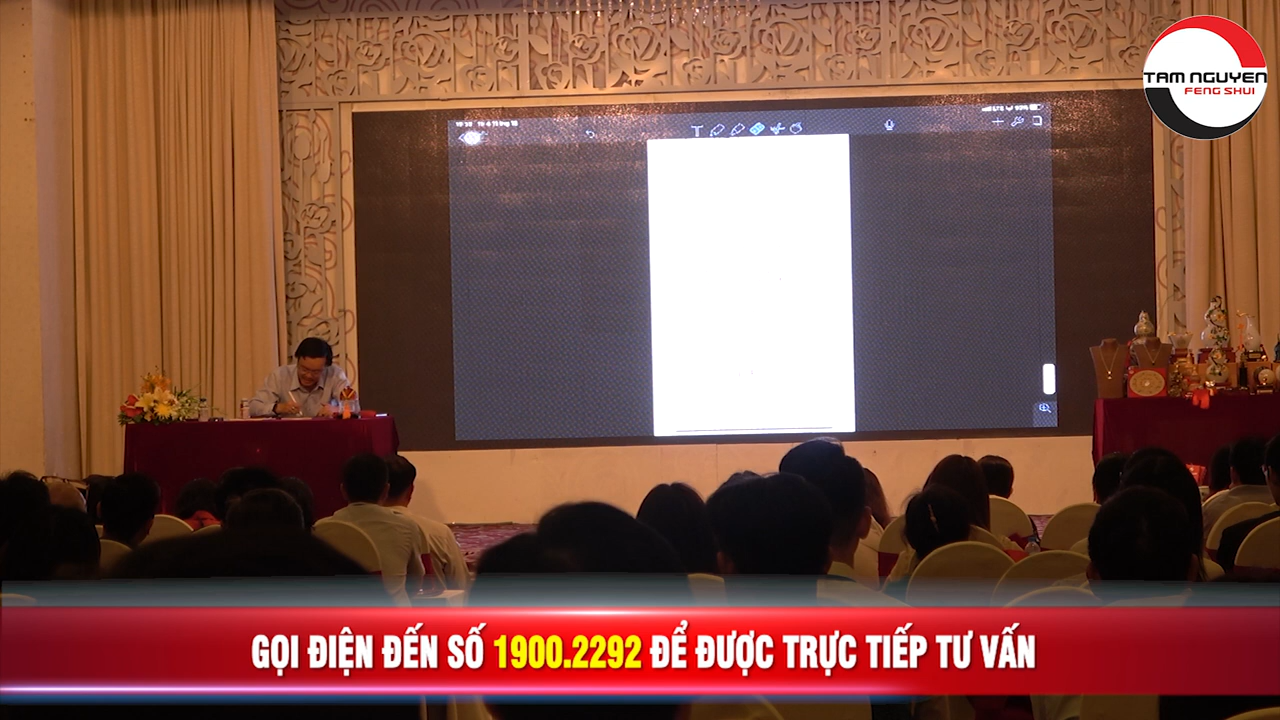 TAM NGUYEN
FENG SHUI
GỌI ĐIỆN ĐẾN SỐ 1900.2292 ĐỂ ĐƯỢC TRỰC TIẾP TƯ VẤN